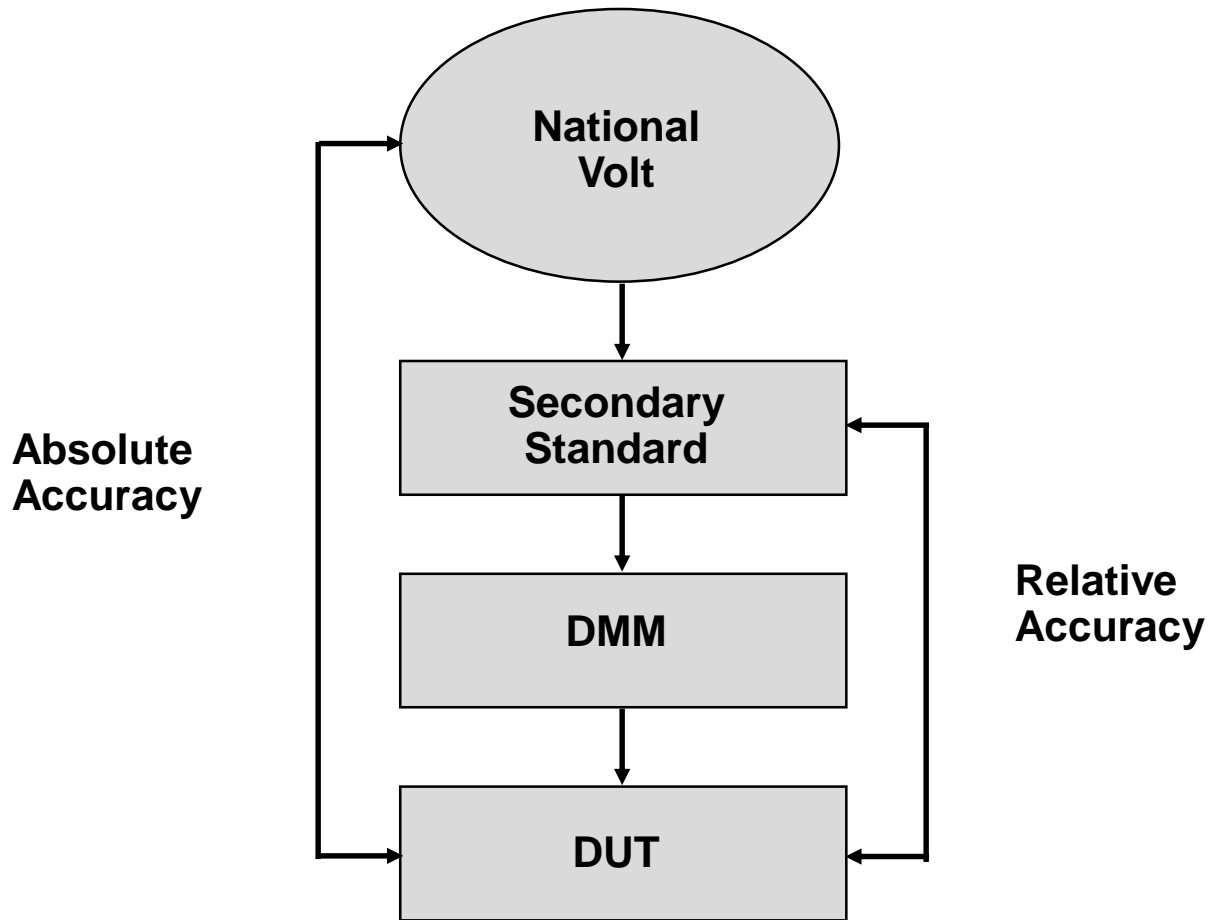 National
Volt
Secondary
Standard
Absolute
Accuracy
DMM
Relative
Accuracy
DUT